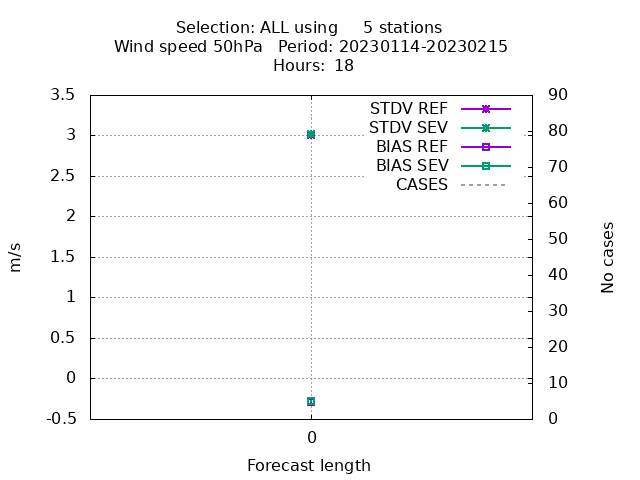 Selection: ALL using     5 stations
Wind speed 50hPa   Period: 20230114-20230215
Hours: 18
3.5
3
2.5
2
1.5
1
0.5
0
-0.5
m/s
STDV REF
STDV SEV
BIAS REF
BIAS SEV
CASES
90
80
70
60
50
40
30
20
10
0
No cases
0
Forecast length